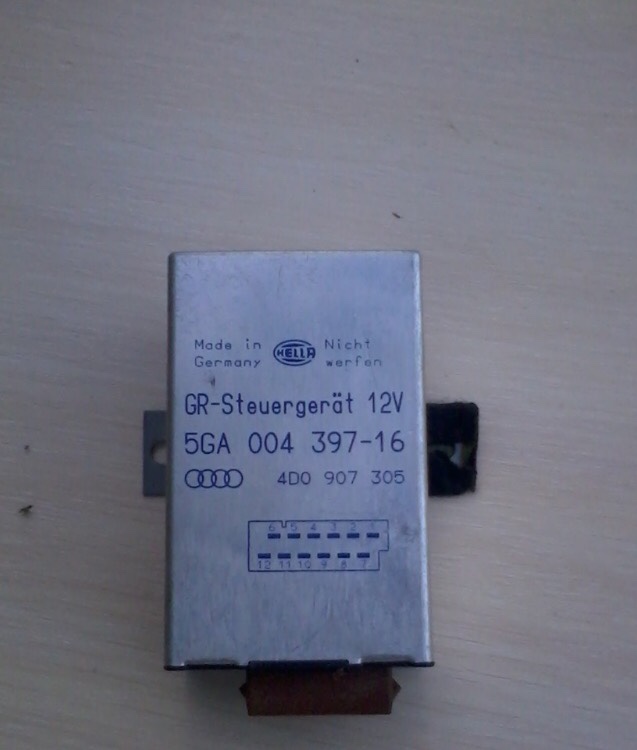 Made in HELLA Nicht
Germany werfen
GR-Steuergerät 12V
5GA 004 397-16
4D0 907 305
6 5 4 3 2 1
12 11 10 9 8 7